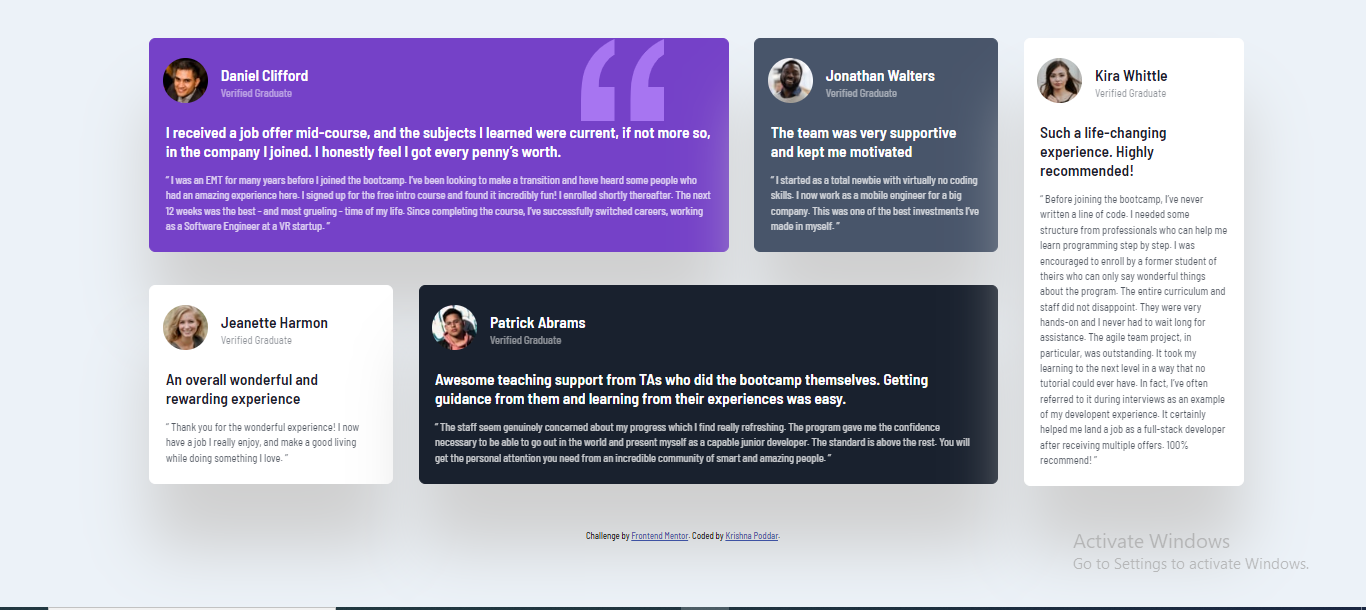 Daniel Clifford
Verified Graduate
I received a job offer mid-course, and the subjects I learned were current, if not more so,
in the company I joined. I honestly feel I got every penny’s worth.
“ I was an EMT for many years before I joined the bootcamp. I’ve been looking to make a transition and have heard some people who
had an amazing experience here. I signed up for the free intro course and found it incredibly fun! I enrolled shortly thereafter. The next
12 weeks was the best - and most grueling - time of my life. Since completing the course, I’ve successfully switched careers, working
as a Software Engineer at a VR startup. ”
Jonathan Walters
Verified Graduate
The team was very supportive
and kept me motivated
“ I started as a total newbie with virtually no coding
skills. I now work as a mobile engineer for a big
company. This was one of the best investments I’ve
made in myself. ”
Kira Whittle
Verified Graduate
Such a life-changing
experience. Highly
recommended!
“ Before joining the bootcamp, I’ve never
written a line of code. I needed some
structure from professionals who can help me
learn programming step by step. I was
encouraged to enroll by a former student of
theirs who can only say wonderful things
about the program. The entire curriculum and
staff did not disappoint. They were very
hands-on and I never had to wait long for
assistance. The agile team project, in
particular, was outstanding. It took my
learning to the next level in a way that no
tutorial could ever have. In fact, I’ve often
referred to it during interviews as an example
of my developent experience. It certainly
helped me land a job as a full-stack developer
after receiving multiple offers. 100%
recommend! ”
Jeanette Harmon
Verified Graduate
An overall wonderful and
rewarding experience
“ Thank you for the wonderful experience! I now
have a job I really enjoy, and make a good living
while doing something I love. ”
Patrick Abrams
Verified Graduate
Awesome teaching support from TAs who did the bootcamp themselves. Getting
guidance from them and learning from their experiences was easy.
“ The staff seem genuinely concerned about my progress which I find really refreshing. The program gave me the confidence
necessary to be able to go out in the world and present myself as a capable junior developer. The standard is above the rest. You will
get the personal attention you need from an incredible community of smart and amazing people. ”
Challenge by Frontend Mentor. Coded by Krishna Poddar.
Activate Windows
Go to Settings to activate Windows.